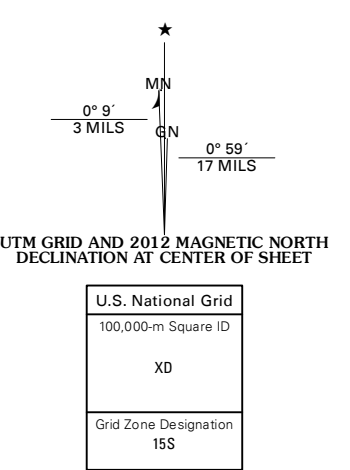 ★
MN
0° 9´
3 MILS
GN
0° 59´
17 MILS
UTM GRID AND 2012 MAGNETIC NORTH
DECLINATION AT CENTER OF SHEET
U.S. National Grid
100,000-m Square ID
XD
Grid Zone Designation
15S